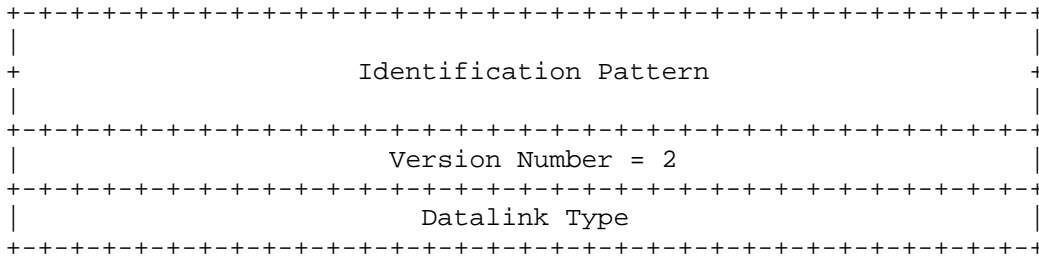 +-+-+-+-+-+-+-+-+-+-+-+-+-+-+-+-+-+-+-+-+-+-+-+-+-+-+-+-+-+-+-+-+
|                                                               |
+                     Identification Pattern                    +
|                                                               |
+-+-+-+-+-+-+-+-+-+-+-+-+-+-+-+-+-+-+-+-+-+-+-+-+-+-+-+-+-+-+-+-+
|                       Version Number = 2                      |
+-+-+-+-+-+-+-+-+-+-+-+-+-+-+-+-+-+-+-+-+-+-+-+-+-+-+-+-+-+-+-+-+
|                         Datalink Type                         |
+-+-+-+-+-+-+-+-+-+-+-+-+-+-+-+-+-+-+-+-+-+-+-+-+-+-+-+-+-+-+-+-+